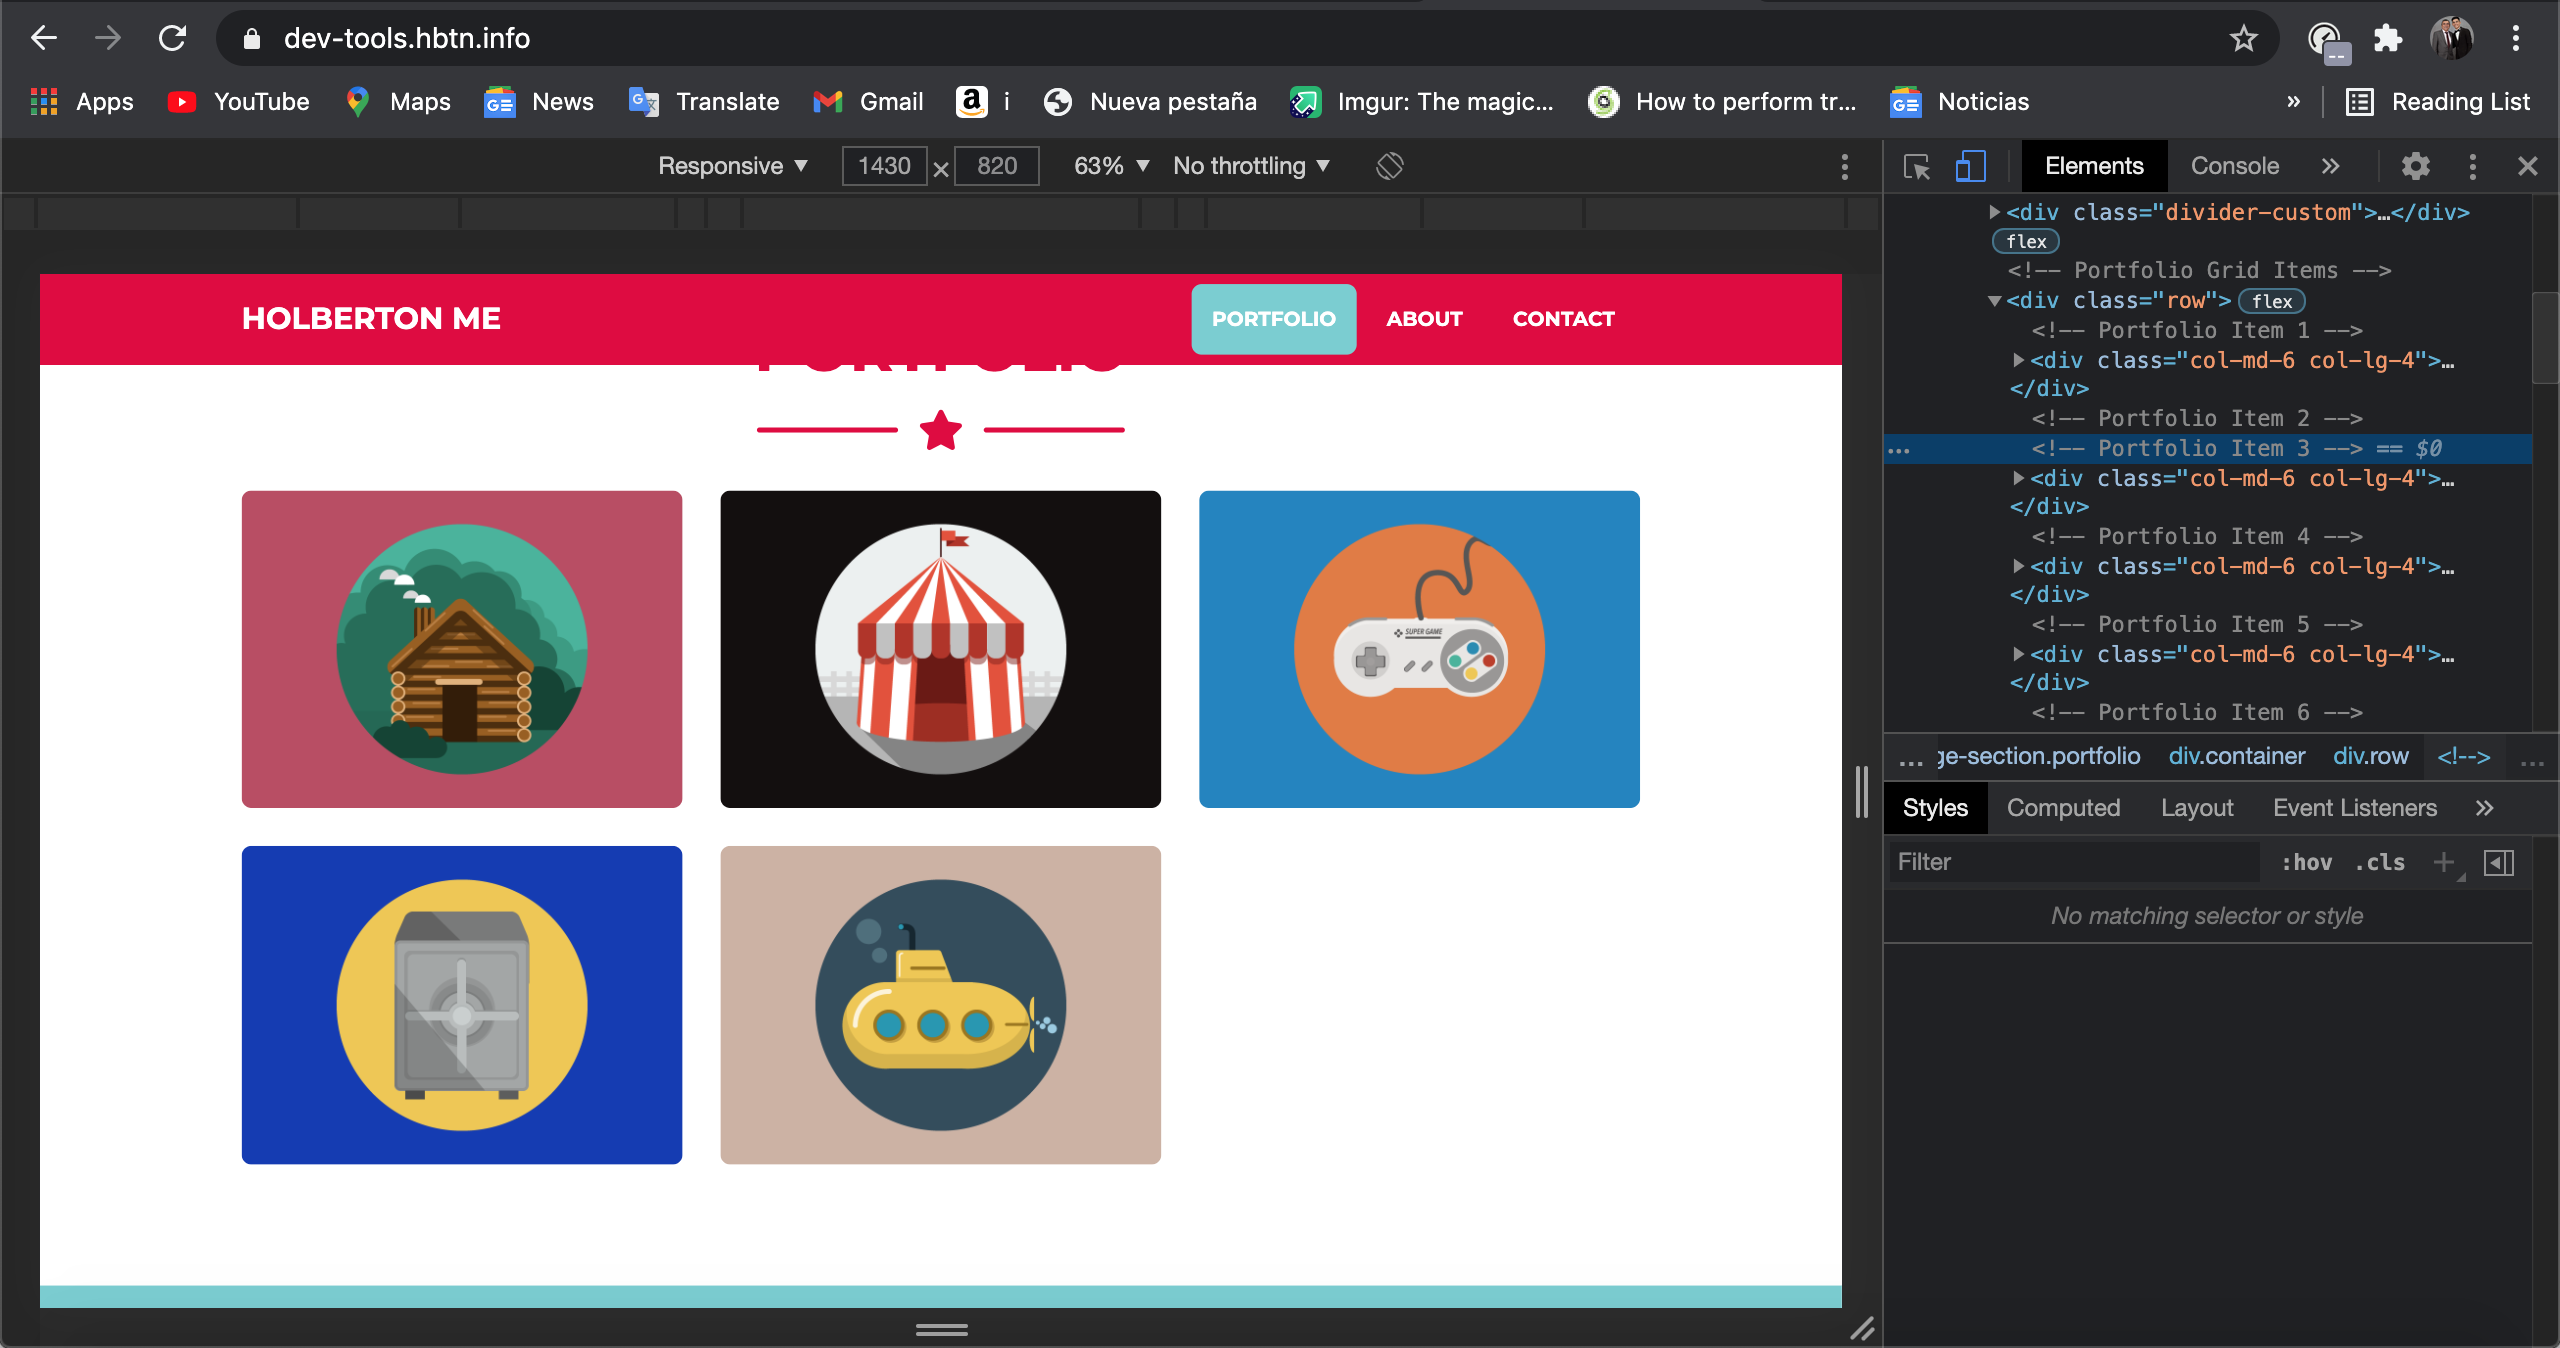 dev-tools.hbtn.info
Apps YouTube Maps News Translate Gmail i Nueva pestaña Imgur: The magic... How to perform tr... Noticias » Reading List
Responsive 1430 × 820 63% No throttling
Elements Console »
HOLBERTON ME PORTFOLIO ABOUT CONTACT
PORTFOLIO
SUPER GAME
<div class="divider-custom">…</div>
flex
<!-- Portfolio Grid Items -->
<div class="row"> flex
<!-- Portfolio Item 1 -->
<div class="col-md-6 col-lg-4">…
</div>
<!-- Portfolio Item 2 -->
... <!-- Portfolio Item 3 --> == $0
<div class="col-md-6 col-lg-4">…
</div>
<!-- Portfolio Item 4 -->
<div class="col-md-6 col-lg-4">…
</div>
<!-- Portfolio Item 5 -->
<div class="col-md-6 col-lg-4">…
</div>
<!-- Portfolio Item 6 -->
... ge-section.portfolio div.container div.row <!--> ...
Styles Computed Layout Event Listeners »
Filter :hov .cls +
No matching selector or style